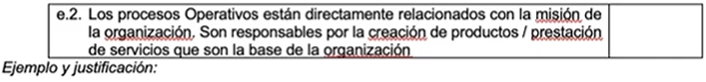 e.2. Los procesos Operativos están directamente relacionados con la misión de
la organización. Son responsables por la creación de productos / prestación
de servicios que son la base de la organización
Ejemplo y justificación: